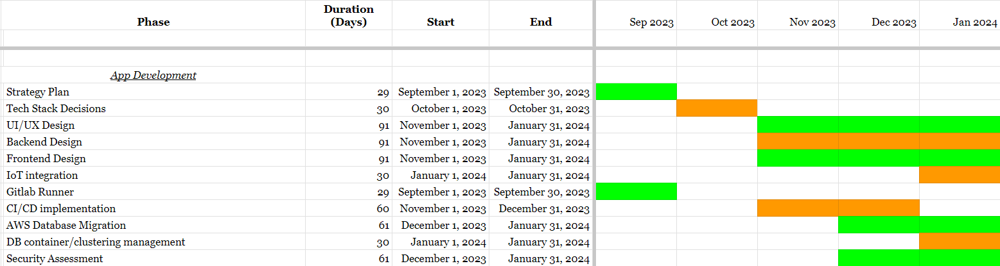 Phase Duration (Days) Start End Sep 2023 Oct 2023 Nov 2023 Dec 2023 Jan 2024
App Development
Strategy Plan 29 September 1, 2023 September 30, 2023
Tech Stack Decisions 30 October 1, 2023 October 31, 2023
UI/UX Design 91 November 1, 2023 January 31, 2024
Backend Design 91 November 1, 2023 January 31, 2024
Frontend Design 91 November 1, 2023 January 31, 2024
IoT integration 30 January 1, 2024 January 31, 2024
Gitlab Runner 29 September 1, 2023 September 30, 2023
CI/CD implementation 60 November 1, 2023 December 31, 2023
AWS Database Migration 61 December 1, 2023 January 31, 2024
DB container/clustering management 30 January 1, 2024 January 31, 2024
Security Assessment 61 December 1, 2023 January 31, 2024